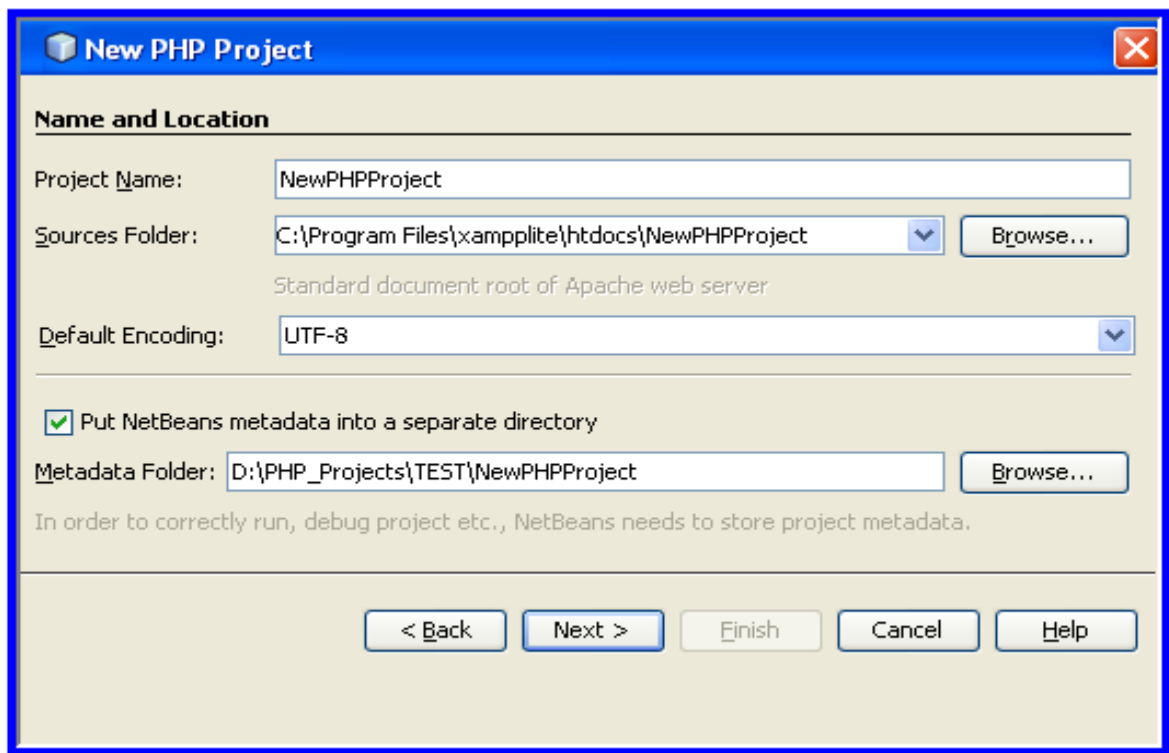 New PHP Project
Name and Location
Project Name: NewPHPProject
Sources Folder: C:\Program Files\xampplite\htdocs\NewPHPProject Browse...
Standard document root of Apache web server
Default Encoding: UTF-8
Put NetBeans metadata into a separate directory
Metadata Folder: D:\PHP_Projects\TEST\NewPHPProject Browse...
In order to correctly run, debug project etc., NetBeans needs to store project metadata.
< Back Next > Finish Cancel Help